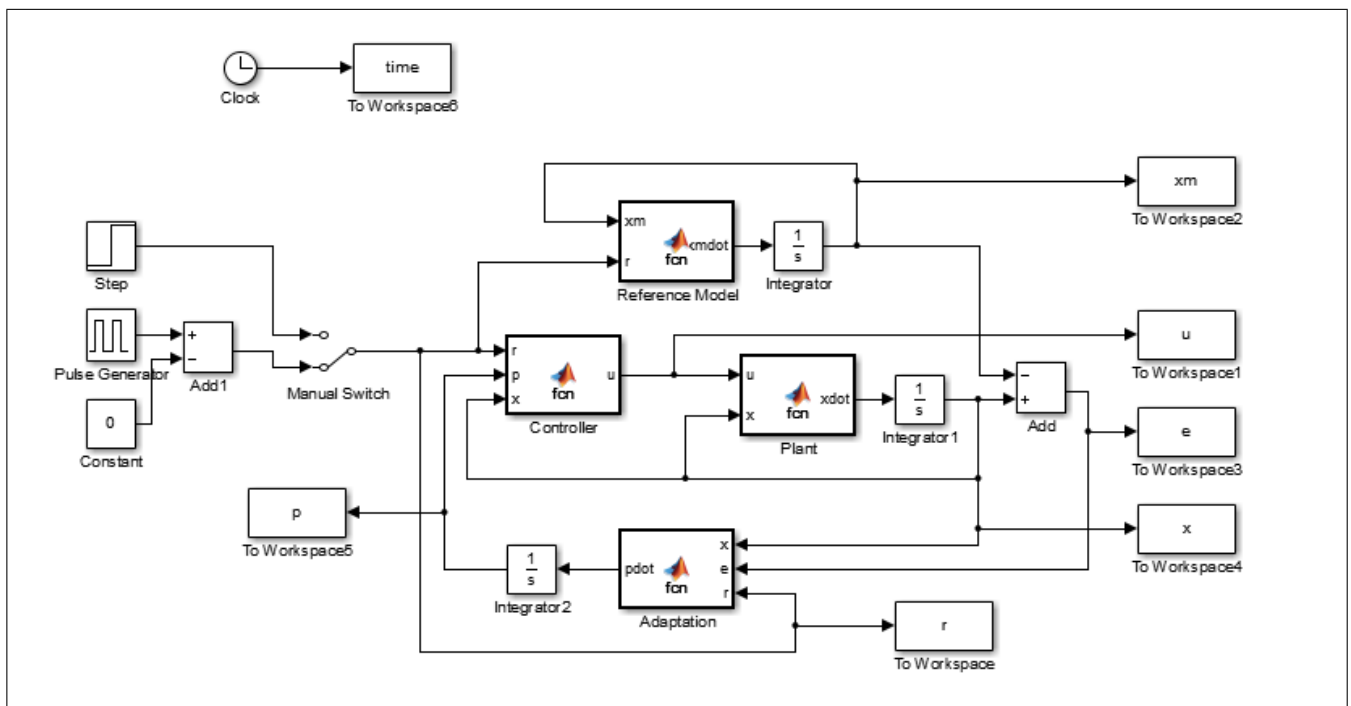 time
Clock
To Workspace6
xm
To Workspace2
xm
r
fcn
xmdot
Reference Model
1
s
Integrator
Step
+
−
Pulse Generator
Add1
Manual Switch
0
Constant
r
p
x
fcn
u
Controller
u
x
fcn
xdot
Plant
1
s
Integrator1
−
+
Add
u
To Workspace1
e
To Workspace3
x
To Workspace4
p
To Workspace5
1
s
Integrator2
pdot
fcn
x
e
r
Adaptation
r
To Workspace